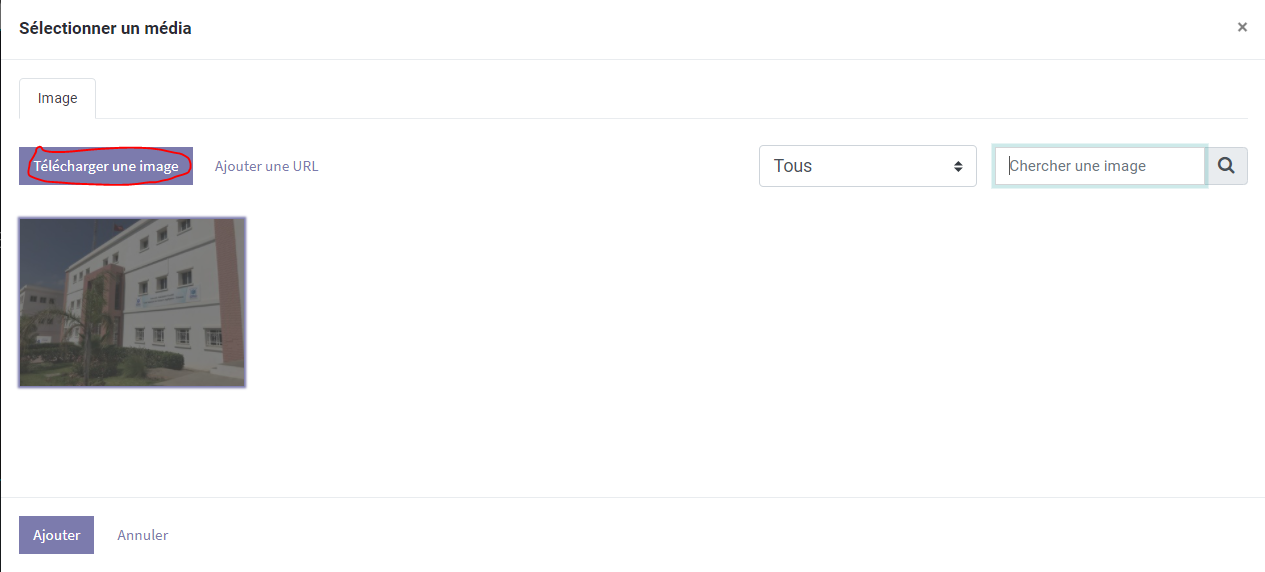 Sélectionner un média
×
Image
Télécharger une image
Ajouter une URL
Tous
Chercher une image
Ajouter
Annuler